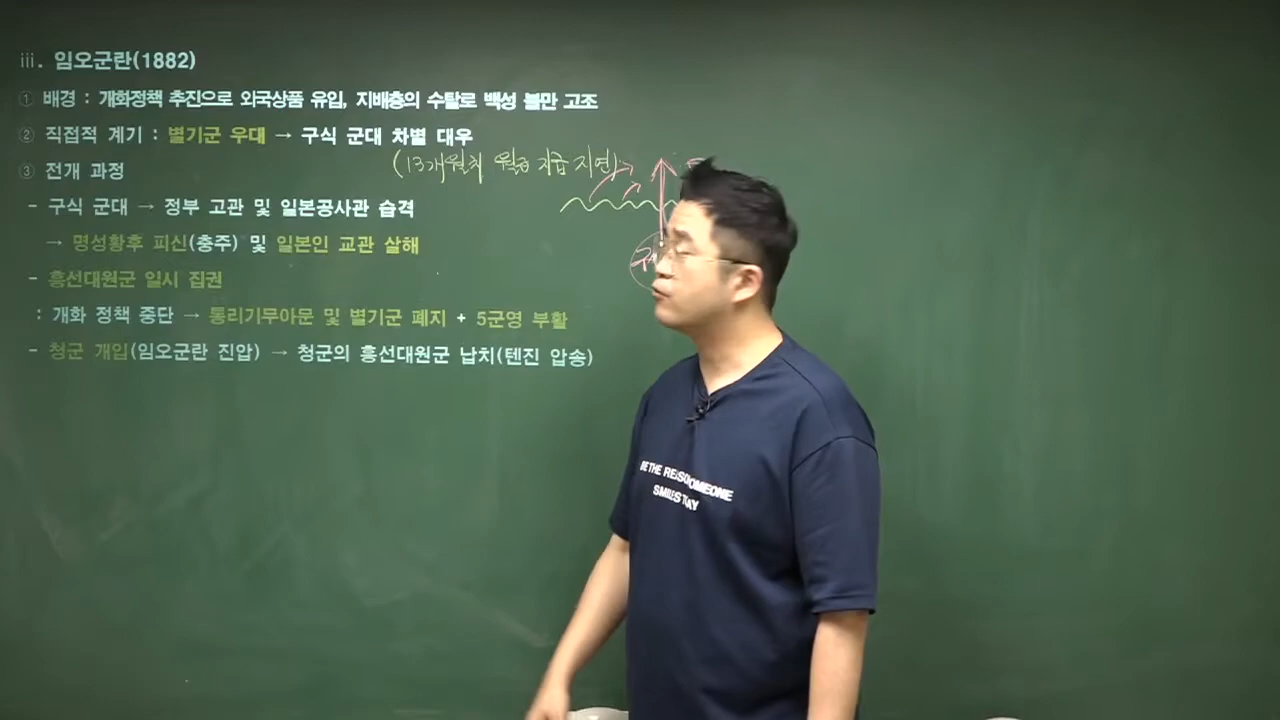 ⅲ. 임오군란(1882)
① 배경 : 개화정책 추진으로 외국상품 유입, 지배층의 수탈로 백성 불만 고조
② 직접적 계기 : 별기군 우대 → 구식 군대 차별 대우
(13개월치 월급 지급 지연)
③ 전개 과정
- 구식 군대 → 정부 고관 및 일본공사관 습격
→ 명성황후 피신(충주) 및 일본인 교관 살해
- 흥선대원군 일시 집권
: 개화 정책 중단 → 통리기무아문 및 별기군 폐지 + 5군영 부활
- 청군 개입(임오군란 진압) → 청군의 흥선대원군 납치(텐진 압송)
BE THE REASON SOMEONE
SMILES TODAY